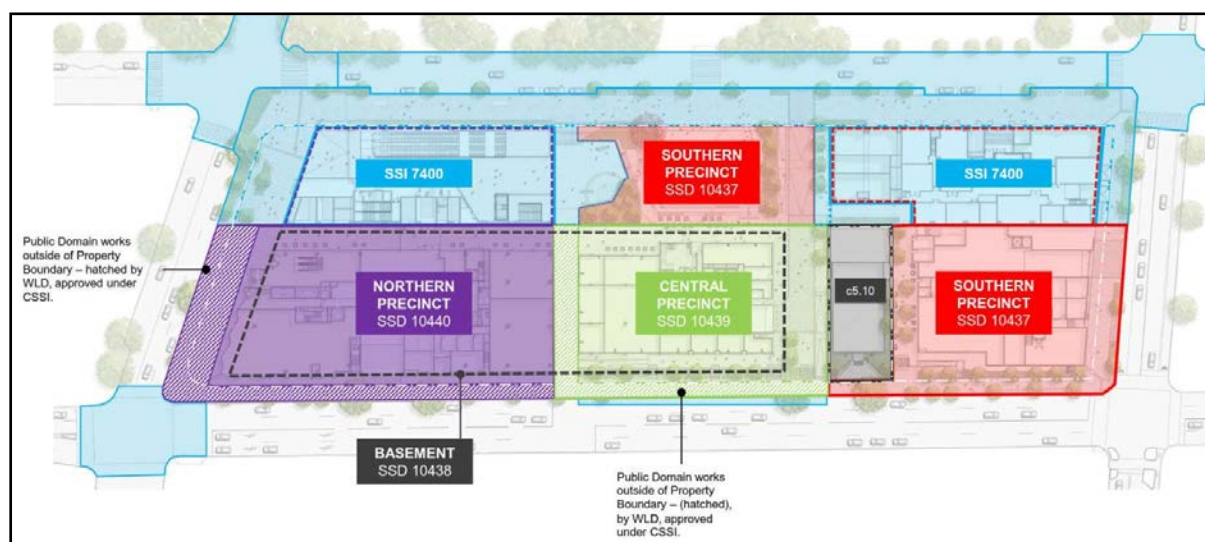 SOUTHERN
PRECINCT
SSD 10437
SSI 7400
SSI 7400
Public Domain works
outside of Property
Boundary – hatched by
WLD, approved under
CSSI.
NORTHERN
PRECINCT
SSD 10440
CENTRAL
PRECINCT
SSD 10439
c5.10
SOUTHERN
PRECINCT
SSD 10437
BASEMENT
SSD 10438
Public Domain works
outside of Property
Boundary – (hatched),
by WLD, approved
under CSSI.